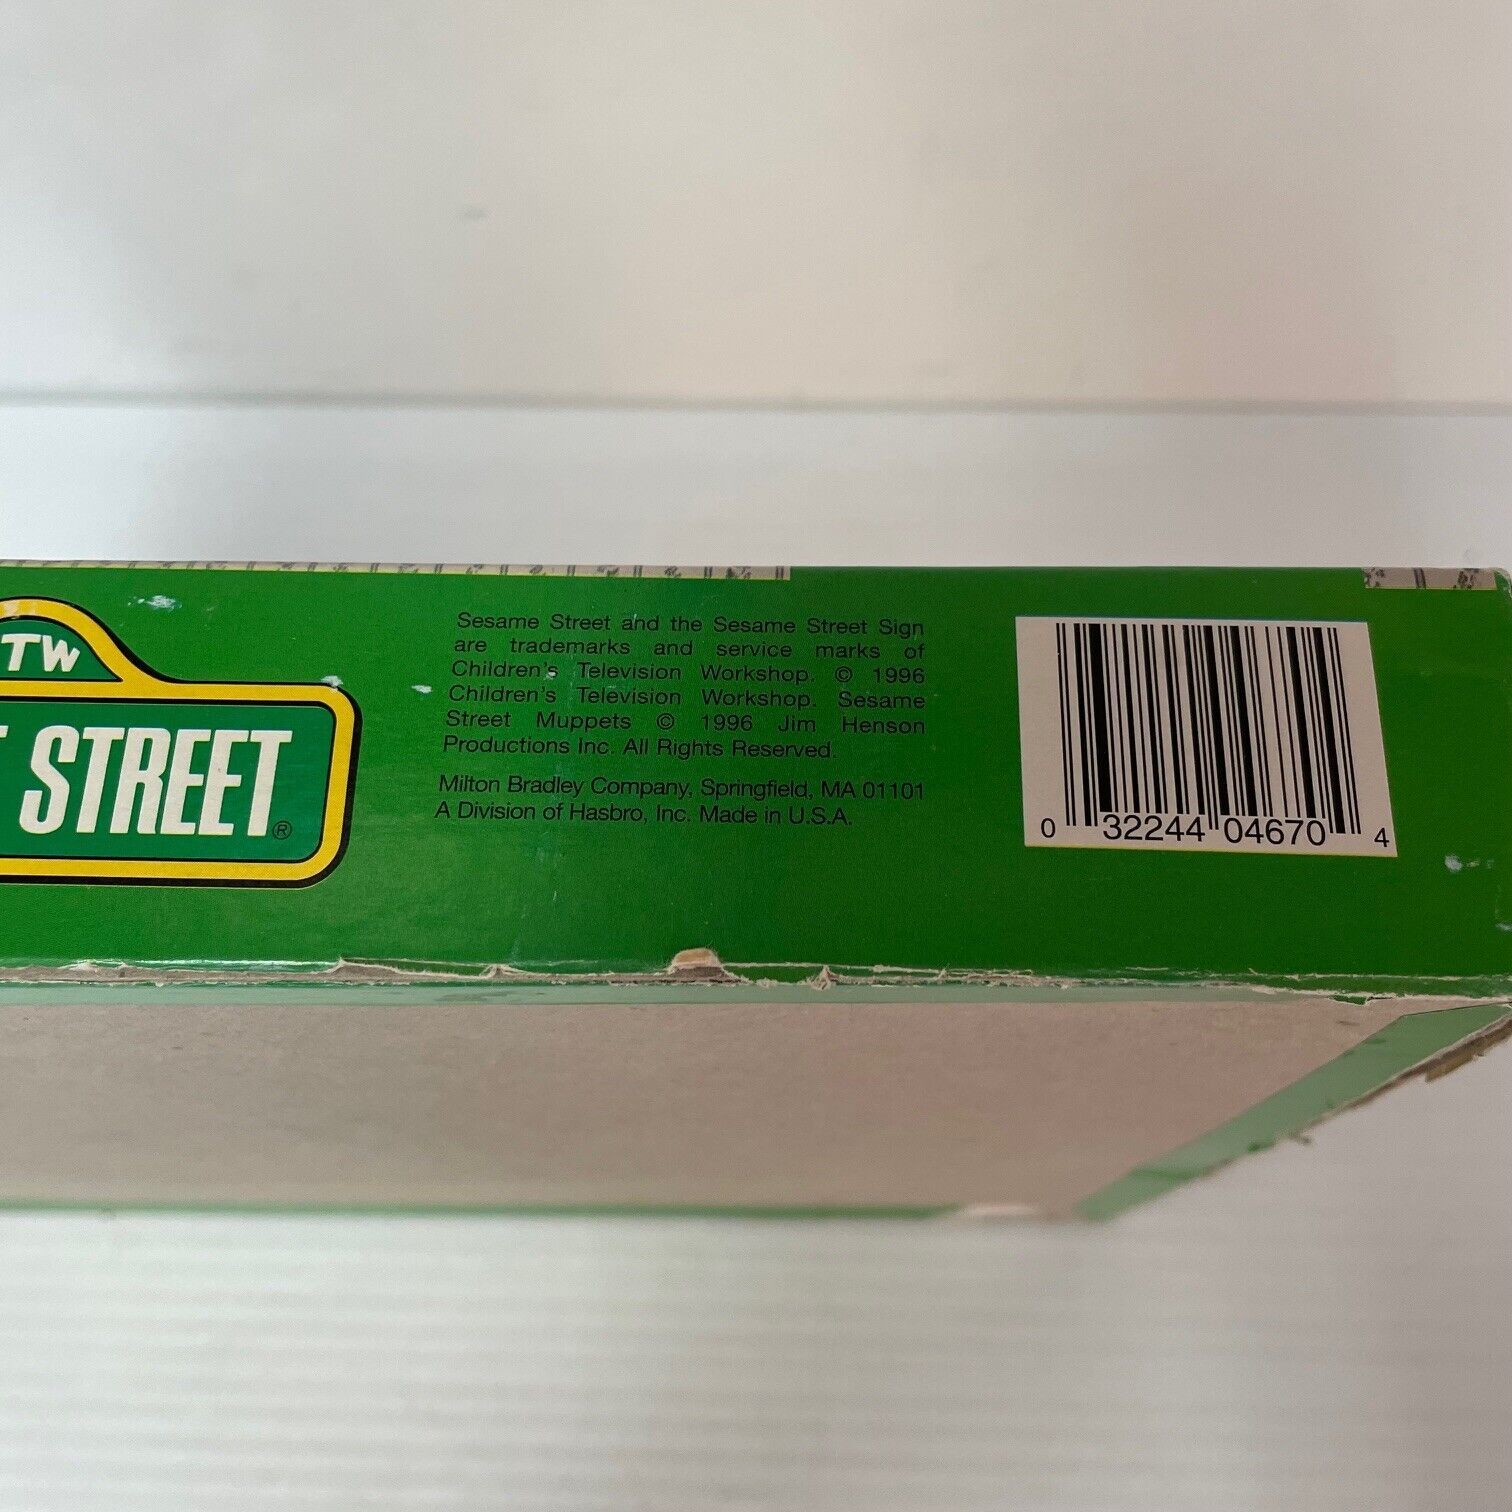 TW
STREET®
Sesame Street and the Sesame Street Sign
are trademarks and service marks of
Children's Television Workshop. © 1996
Children's Television Workshop. Sesame
Street Muppets © 1996 Jim Henson
Productions Inc. All Rights Reserved.
Milton Bradley Company, Springfield, MA 01101
A Division of Hasbro, Inc. Made in U.S.A.
0 32244 04670 4